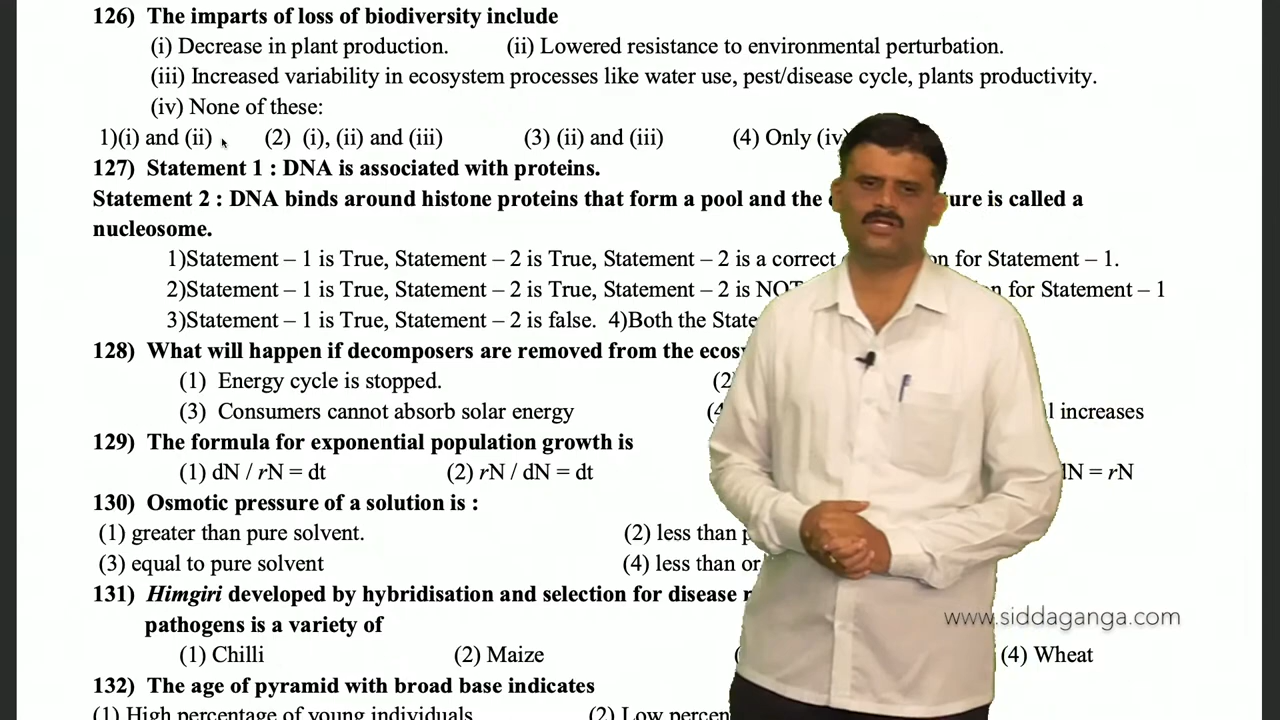 126) The imparts of loss of biodiversity include
(i) Decrease in plant production. (ii) Lowered resistance to environmental perturbation.
(iii) Increased variability in ecosystem processes like water use, pest/disease cycle, plants productivity.
(iv) None of these:
1)(i) and (ii) (2) (i), (ii) and (iii) (3) (ii) and (iii) (4) Only (iv)
127) Statement 1 : DNA is associated with proteins.
Statement 2 : DNA binds around histone proteins that form a pool and the is called a
nucleosome.
1)Statement – 1 is True, Statement – 2 is True, Statement – 2 is a correct for Statement – 1.
2)Statement – 1 is True, Statement – 2 is True, Statement – 2 is NOT for Statement – 1
3)Statement – 1 is True, Statement – 2 is false. 4)Both the
128) What will happen if decomposers are removed from the
(1) Energy cycle is stopped. (2)
(3) Consumers cannot absorb solar energy (4) increases
129) The formula for exponential population growth is
(1) dN / rN = dt (2) rN / dN = dt = rN
130) Osmotic pressure of a solution is :
(1) greater than pure solvent. (2) less than
(3) equal to pure solvent (4) less than or
131) Himgiri developed by hybridisation and selection for disease
pathogens is a variety of
(1) Chilli (2) Maize (4) Wheat
132) The age of pyramid with broad base indicates
(1) High percentage of young individuals (2) Low
www.siddaganga.com